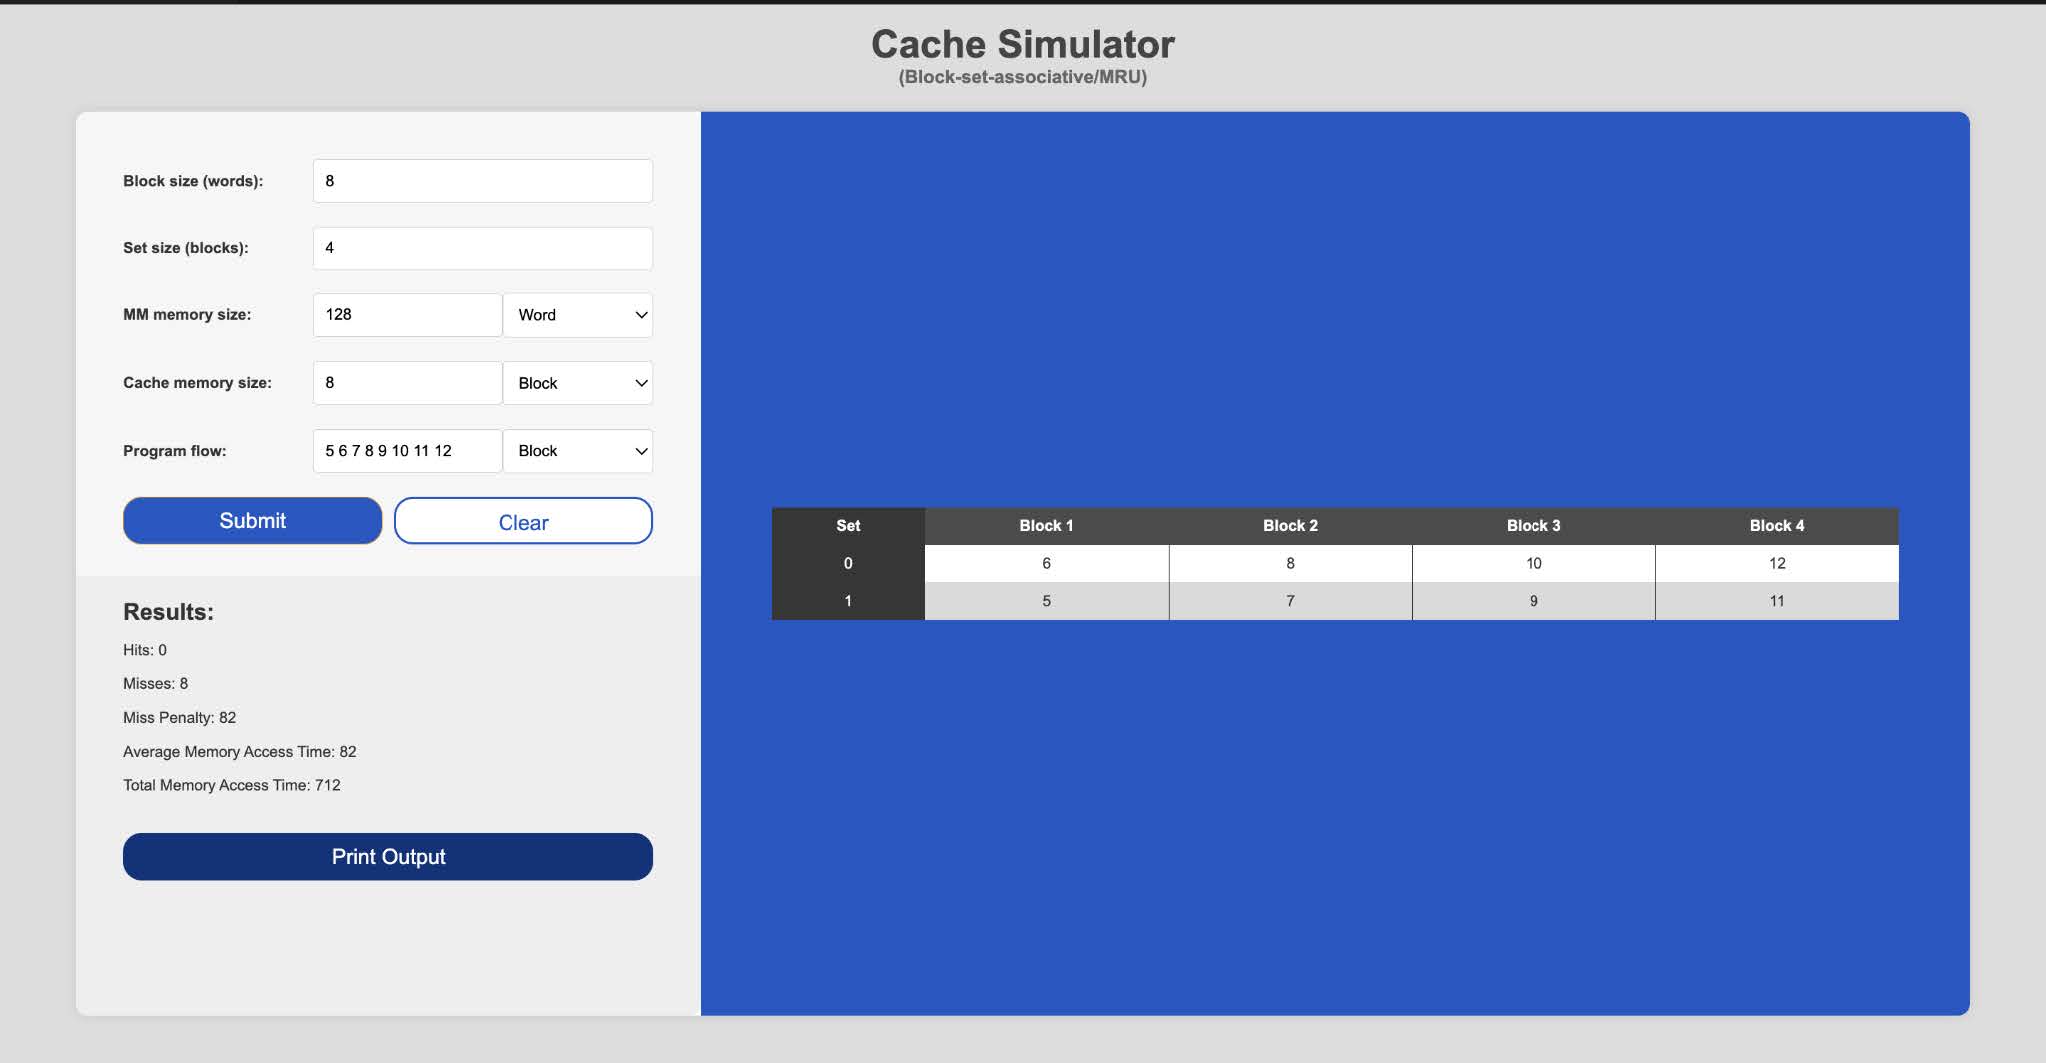 Cache Simulator
(Block-set-associative/MRU)
Block size (words): 8
Set size (blocks): 4
MM memory size: 128 Word
Cache memory size: 8 Block
Program flow: 5 6 7 8 9 10 11 12 Block
Submit Clear
Results:
Hits: 0
Misses: 8
Miss Penalty: 82
Average Memory Access Time: 82
Total Memory Access Time: 712
Print Output
Set Block 1 Block 2 Block 3 Block 4
0 6 8 10 12
1 5 7 9 11